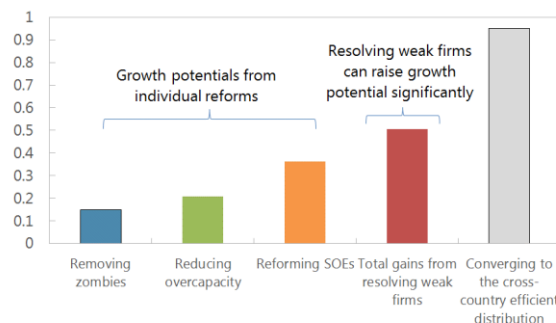 1
0.9
0.8
0.7
0.6
0.5
0.4
0.3
0.2
0.1
0
Growth potentials from
individual reforms
Resolving weak firms
can raise growth
potential significantly
Removing
zombies
Reducing
overcapacity
Reforming SOEs
Total gains from
resolving weak
firms
Converging to
the cross-
country efficient
distribution